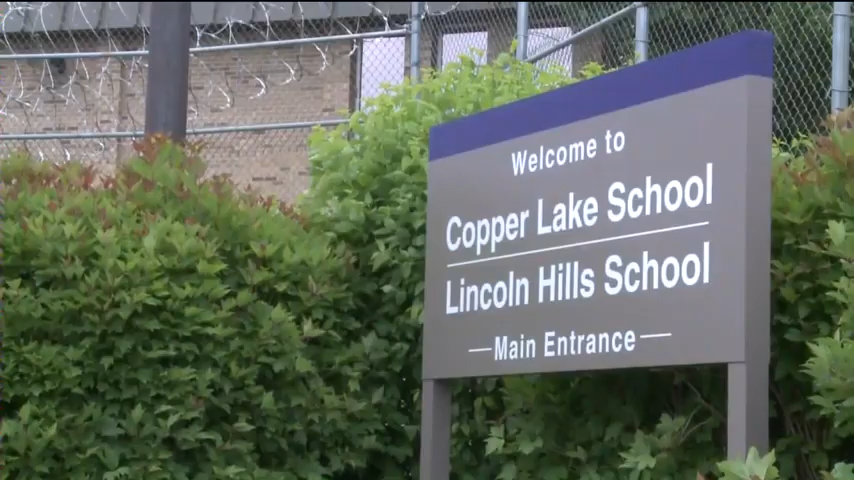 Welcome to
Copper Lake School
Lincoln Hills School
—Main Entrance—